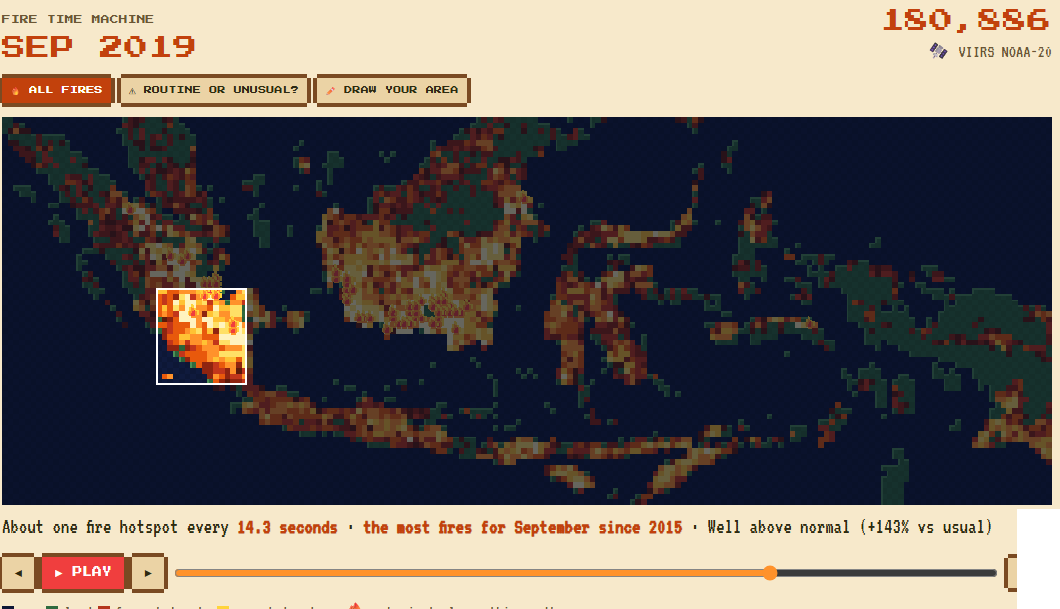 FIRE TIME MACHINE
SEP 2019
180,886
VIIRS NOAA-20
ALL FIRES
ROUTINE OR UNUSUAL?
DRAW YOUR AREA
About one fire hotspot every 14.3 seconds · the most fires for September since 2015 · Well above normal (+143% vs usual)
◄
► PLAY
►